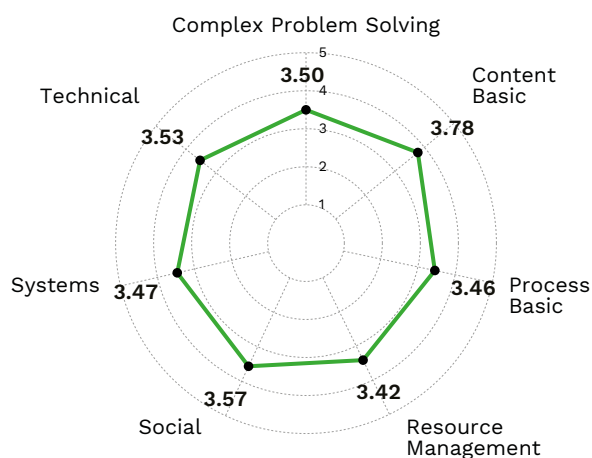 Complex Problem Solving
5
3.50
4
Content
Basic
Technical
3.78
3.53
3
2
1
Systems
3.47
3.46
Process
Basic
3.57
3.42
Social
Resource
Management